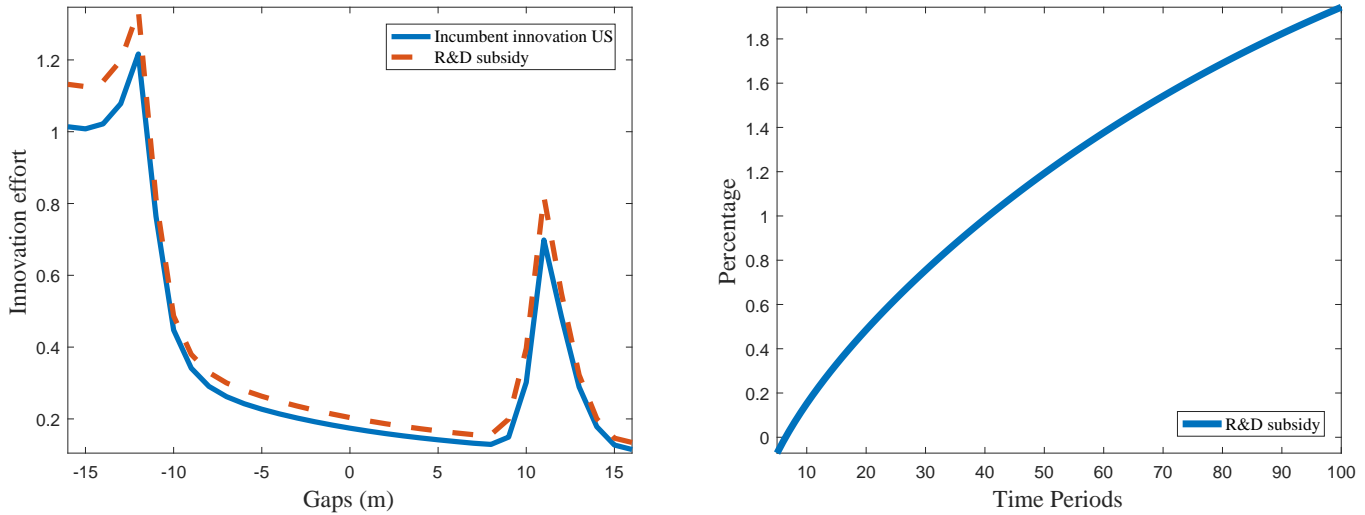 Innovation effort
1.2
1
0.8
0.6
0.4
0.2
Incumbent innovation US
R&D subsidy
-15 -10 -5 0 5 10 15
Gaps (m)
Percentage
1.8
1.6
1.4
1.2
1
0.8
0.6
0.4
0.2
0
R&D subsidy
10 20 30 40 50 60 70 80 90 100
Time Periods